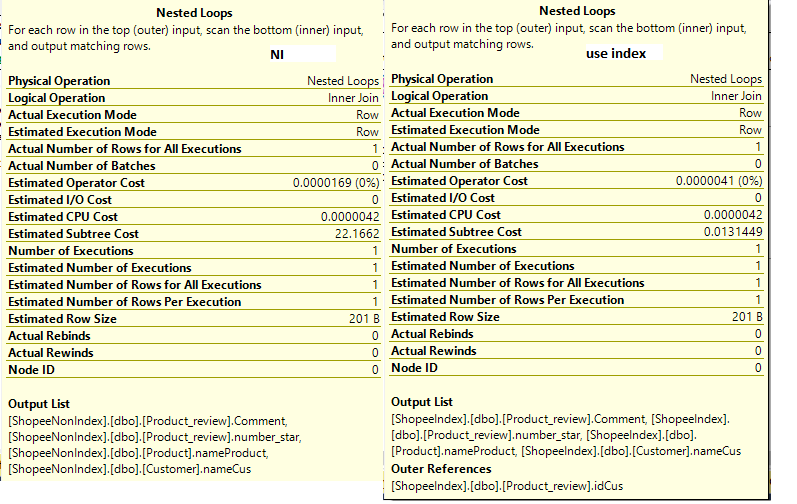 Nested Loops
For each row in the top (outer) input, scan the bottom (inner) input,
and output matching rows.
NI
Physical Operation Nested Loops
Logical Operation Inner Join
Actual Execution Mode Row
Estimated Execution Mode Row
Actual Number of Rows for All Executions 1
Actual Number of Batches 0
Estimated Operator Cost 0.0000169 (0%)
Estimated I/O Cost 0
Estimated CPU Cost 0.0000042
Estimated Subtree Cost 22.1662
Number of Executions 1
Estimated Number of Executions 1
Estimated Number of Rows for All Executions 1
Estimated Number of Rows Per Execution 1
Estimated Row Size 201 B
Actual Rebinds 0
Actual Rewinds 0
Node ID 0
Output List
[ShopeeNonIndex].[dbo].[Product_review].Comment,
[ShopeeNonIndex].[dbo].[Product_review].number_star,
[ShopeeNonIndex].[dbo].[Product].nameProduct,
[ShopeeNonIndex].[dbo].[Customer].nameCus
Nested Loops
For each row in the top (outer) input, scan the bottom (inner) input,
and output matching rows.
use index
Physical Operation Nested Loops
Logical Operation Inner Join
Actual Execution Mode Row
Estimated Execution Mode Row
Actual Number of Rows for All Executions 1
Actual Number of Batches 0
Estimated Operator Cost 0.0000041 (0%)
Estimated I/O Cost 0
Estimated CPU Cost 0.0000042
Estimated Subtree Cost 0.0131449
Number of Executions 1
Estimated Number of Executions 1
Estimated Number of Rows for All Executions 1
Estimated Number of Rows Per Execution 1
Estimated Row Size 201 B
Actual Rebinds 0
Actual Rewinds 0
Node ID 0
Output List
[ShopeeIndex].[dbo].[Product_review].Comment, [ShopeeIndex].
[dbo].[Product_review].number_star, [ShopeeIndex].[dbo].
[Product].nameProduct, [ShopeeIndex].[dbo].[Customer].nameCus
Outer References
[ShopeeIndex].[dbo].[Product_review].idCus